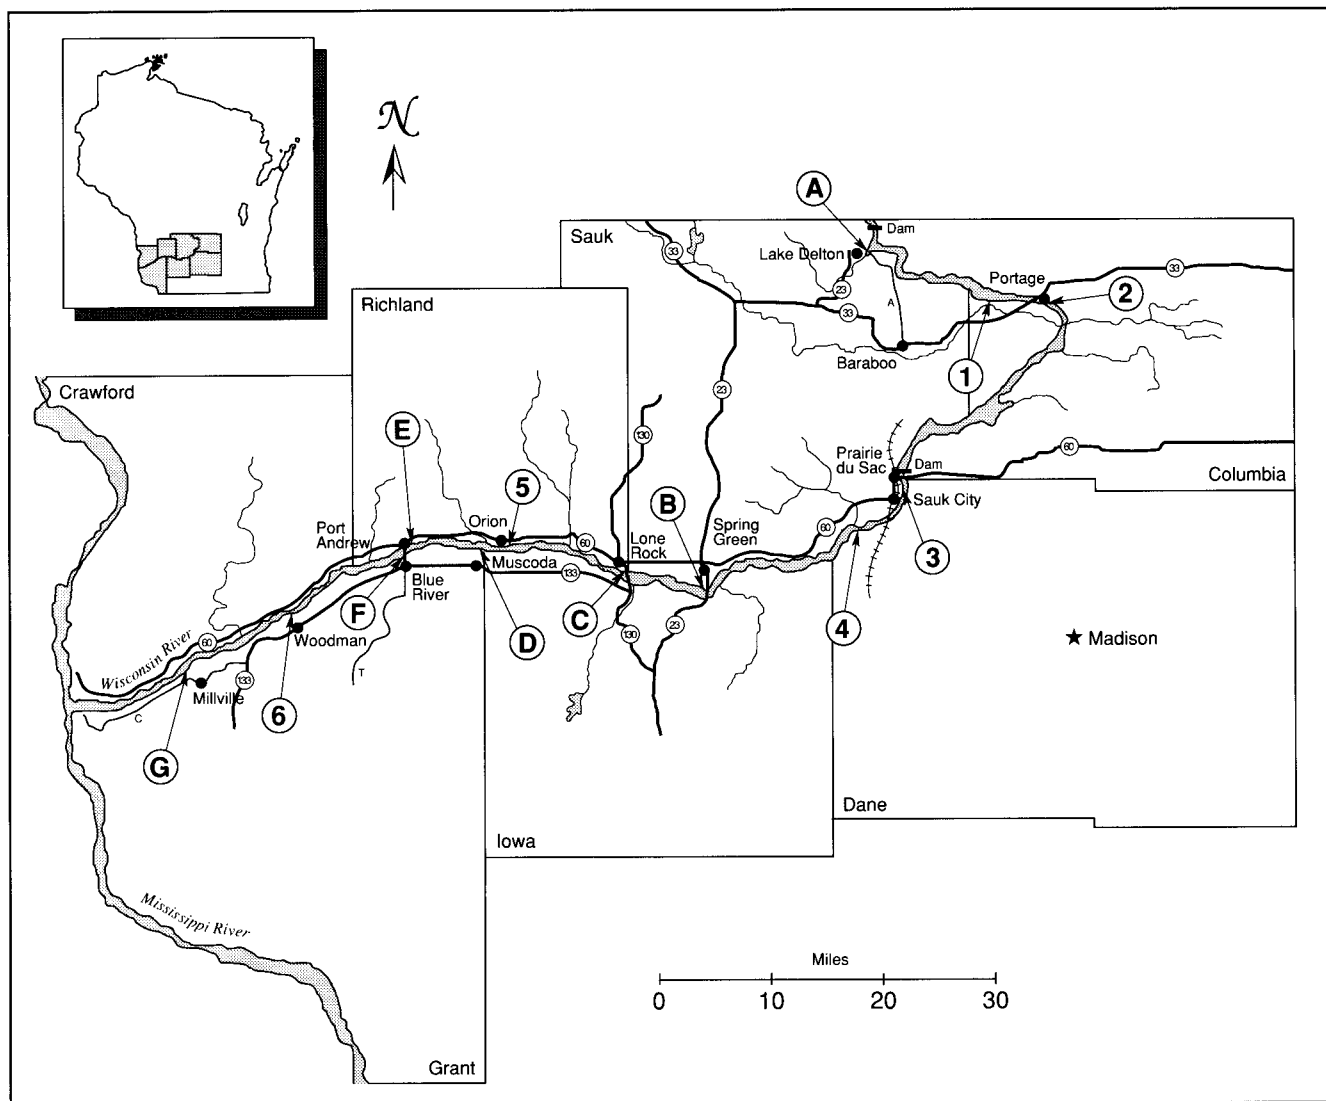 N
A
Sauk
Dam
33
Lake Delton
Portage
33
2
23
A
33
Richland
Baraboo
1
Crawford
23
E
130
Prairie
du Sac
Dam
60
Columbia
5
Sauk City
B
Port
Andrew
Orion
60
Lone
Rock
Spring
Green
60
3
Muscoda
Blue
River
133
C
F
D
4
Woodman
130
23
Madison
Wisconsin River
60
T
Millville
133
6
C
G
Dane
Iowa
Mississippi River
Miles
0 10 20 30
Grant